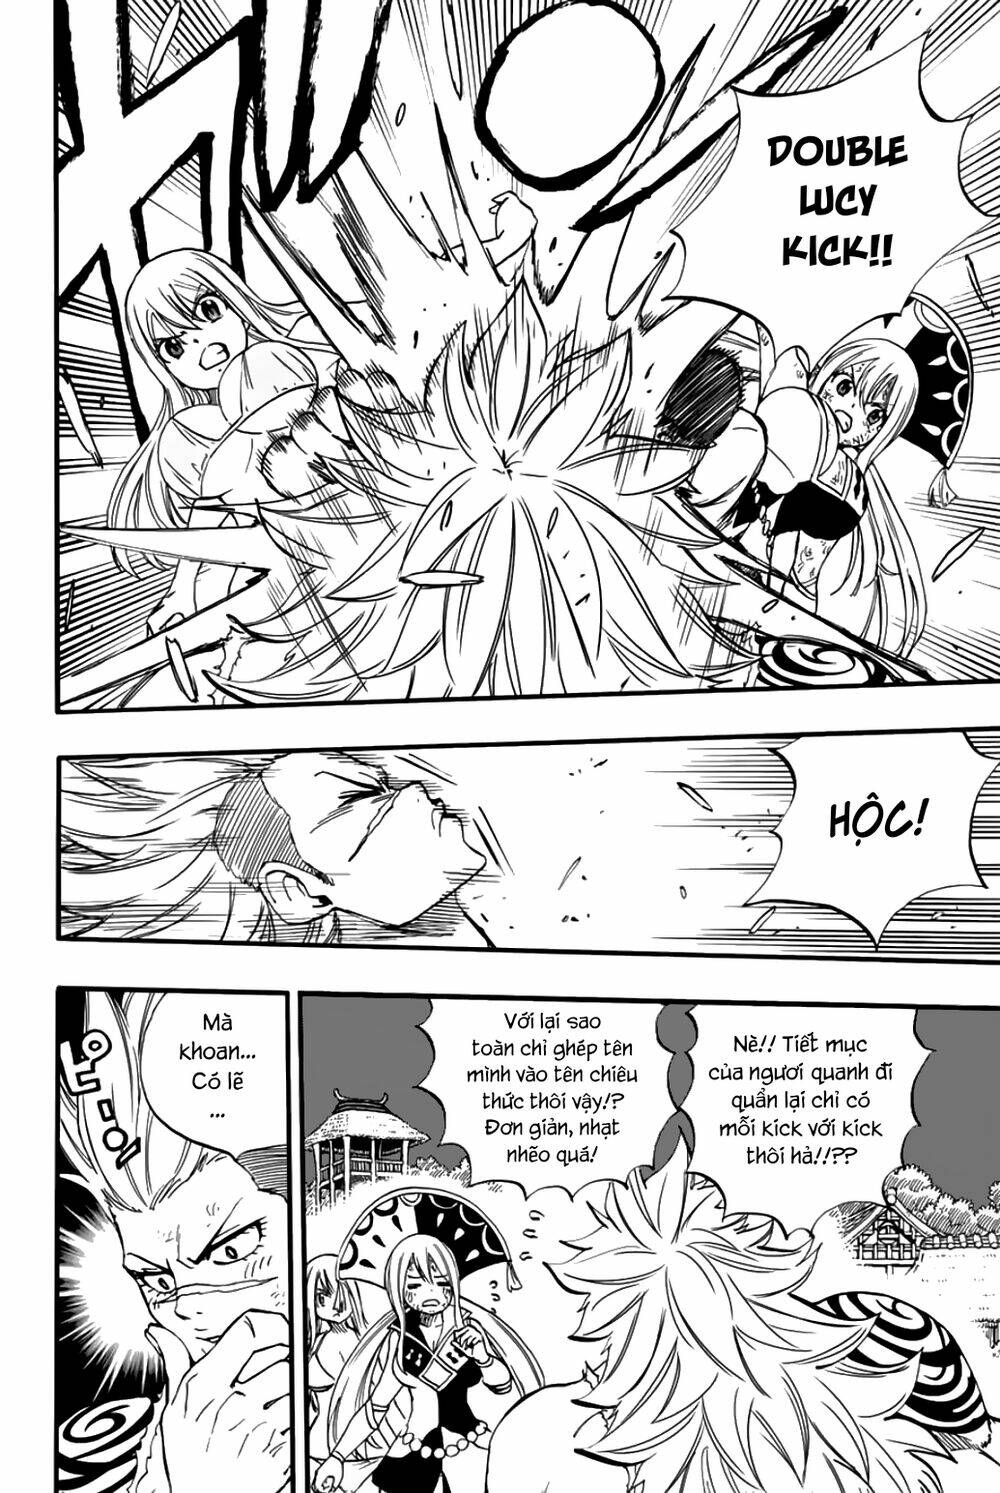 DOUBLE
LUCY
KICK!!
HỘC!
Nè!! Tiết mục
của ngươi quanh đi
quẩn lại chỉ có
mỗi kick với kick
thôi hả!!??
Với lại sao
toàn chỉ ghép tên
mình vào tên chiêu
thức thôi vậy!?
Đơn giản, nhạt
nhẽo quá!
Mà
khoan...
Có lẽ
...